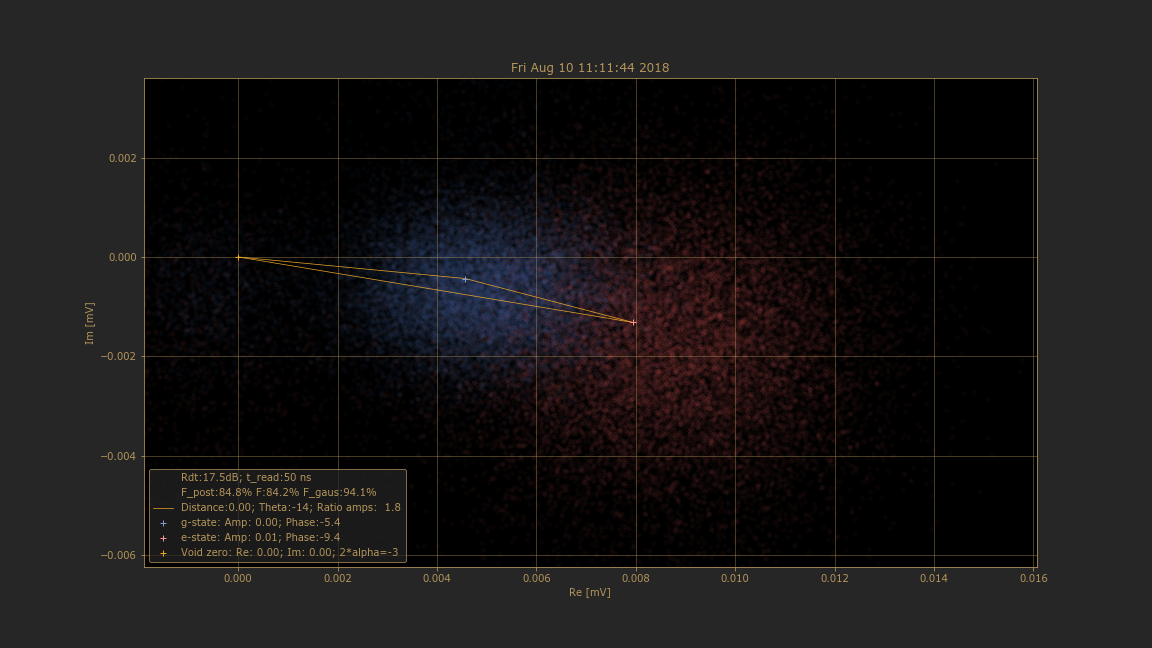 Fri Aug 10 11:11:44 2018
0.002
0.000
−0.002
−0.004
−0.006
Im [mV]
Rdt:17.5dB; t_read:50 ns
F_post:84.8% F:84.2% F_gaus:94.1%
Distance:0.00; Theta:-14; Ratio amps: 1.8
g-state: Amp: 0.00; Phase:-5.4
e-state: Amp: 0.01; Phase:-9.4
Void zero: Re: 0.00; Im: 0.00; 2*alpha=-3
0.000 0.002 0.004 0.006 0.008 0.010 0.012 0.014 0.016
Re [mV]